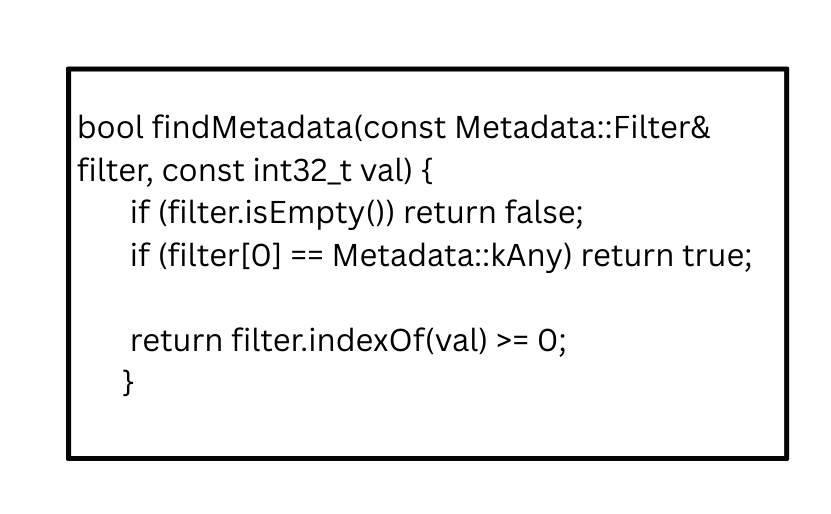 bool findMetadata(const Metadata::Filter&
filter, const int32_t val) {
if (filter.isEmpty()) return false;
if (filter[0] == Metadata::kAny) return true;
return filter.indexOf(val) >= 0;
}